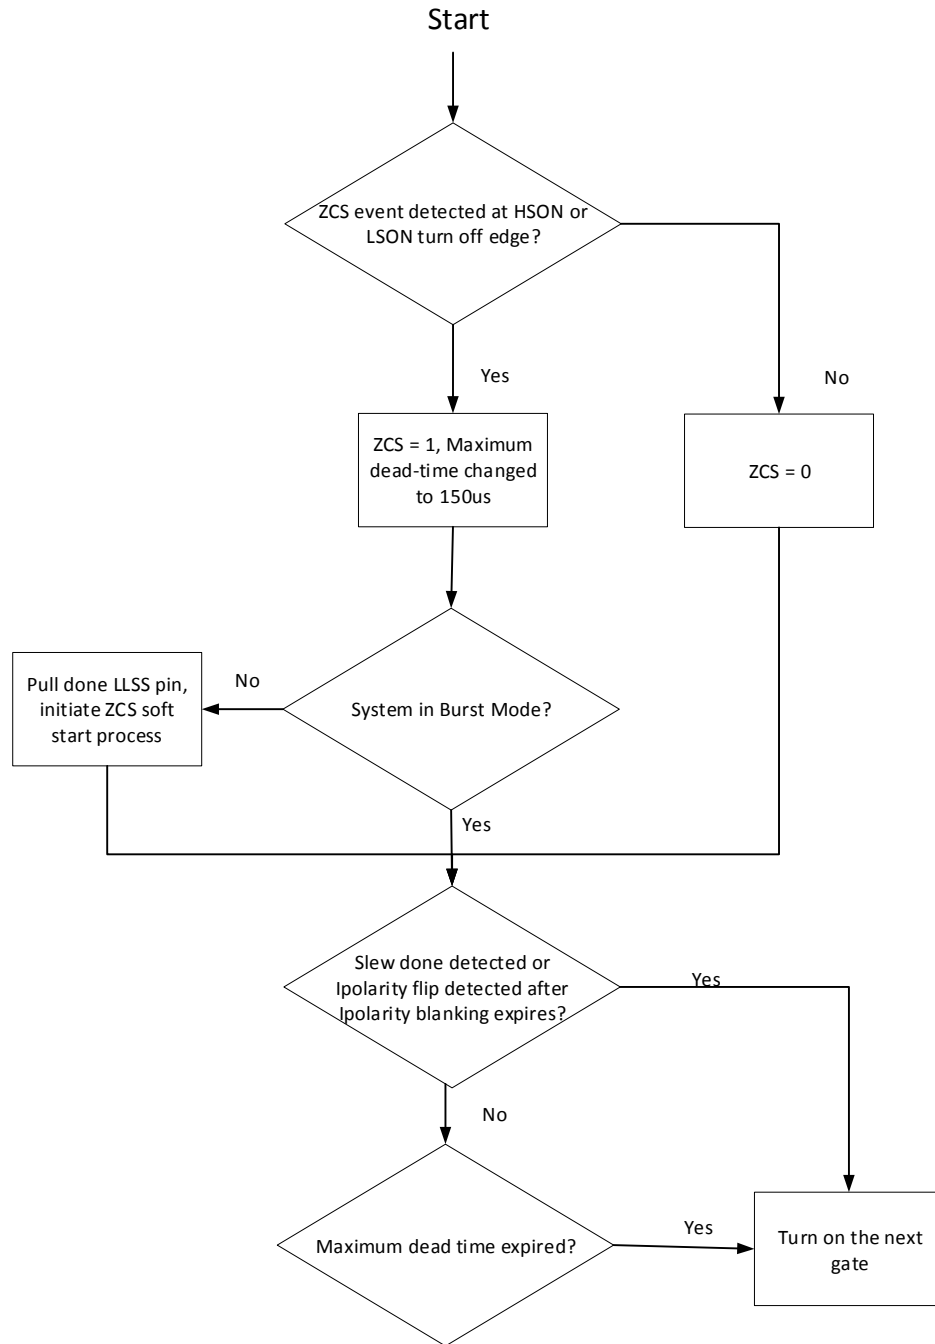 Start
ZCS event detected at HSON or
LSON turn off edge?
Yes
No
ZCS = 1, Maximum
dead-time changed
to 150us
ZCS = 0
Pull done LLSS pin,
initiate ZCS soft
start process
No
System in Burst Mode?
Yes
Slew done detected or
Ipolarity flip detected after
Ipolarity blanking expires?
Yes
No
Maximum dead time expired?
Yes
Turn on the next
gate